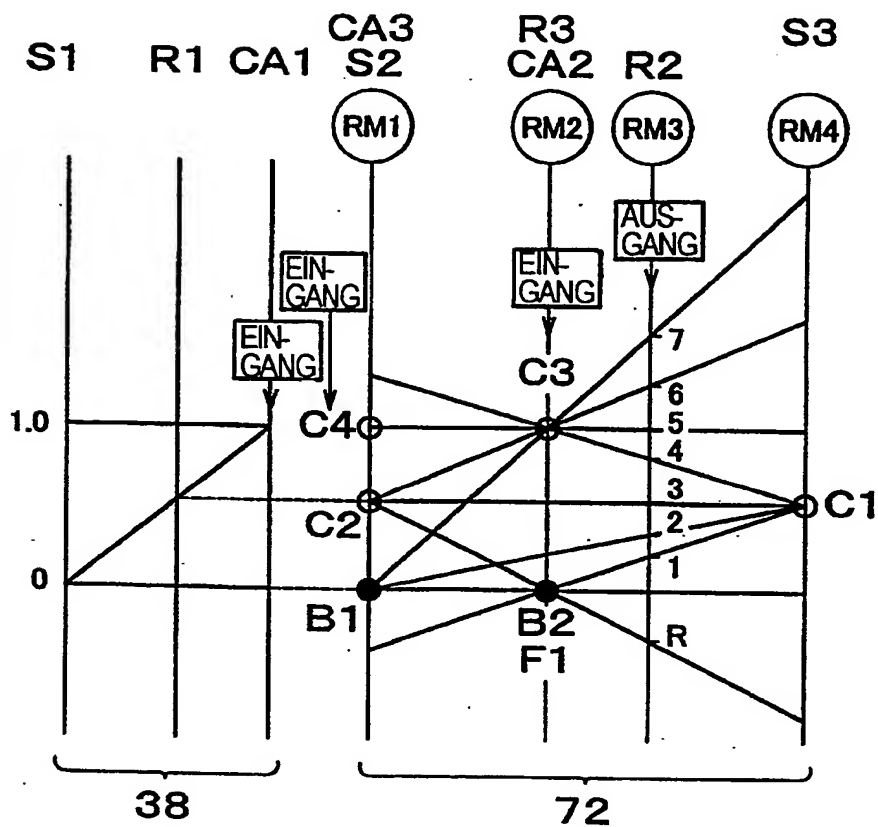 CA3
R3
S3
S1
R1
CA1
S2
CA2
R2
RM1
RM2
RM3
RM4
AUS-
GANG
EIN-
GANG
EIN-
GANG
EIN-
GANG
7
C3
6
1.0
C4
5
4
3
C1
C2
2
1
0
B1
B2
R
F1
38
72